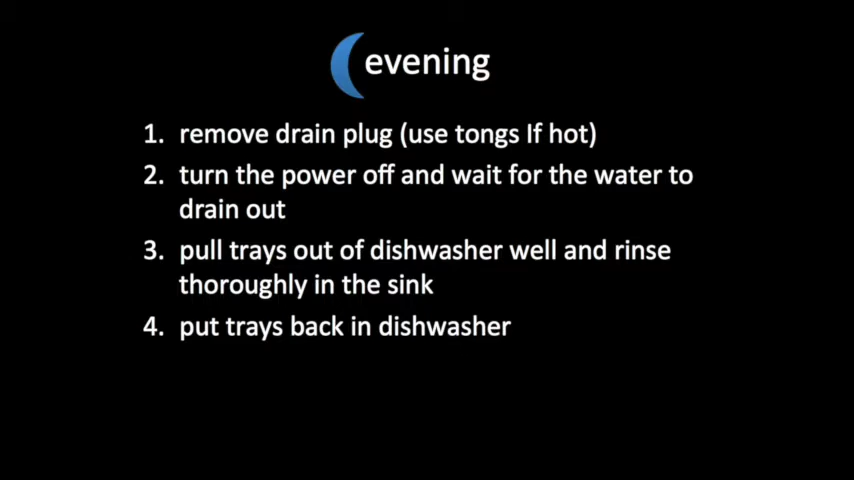 evening
1. remove drain plug (use tongs If hot)
2. turn the power off and wait for the water to
drain out
3. pull trays out of dishwasher well and rinse
thoroughly in the sink
4. put trays back in dishwasher